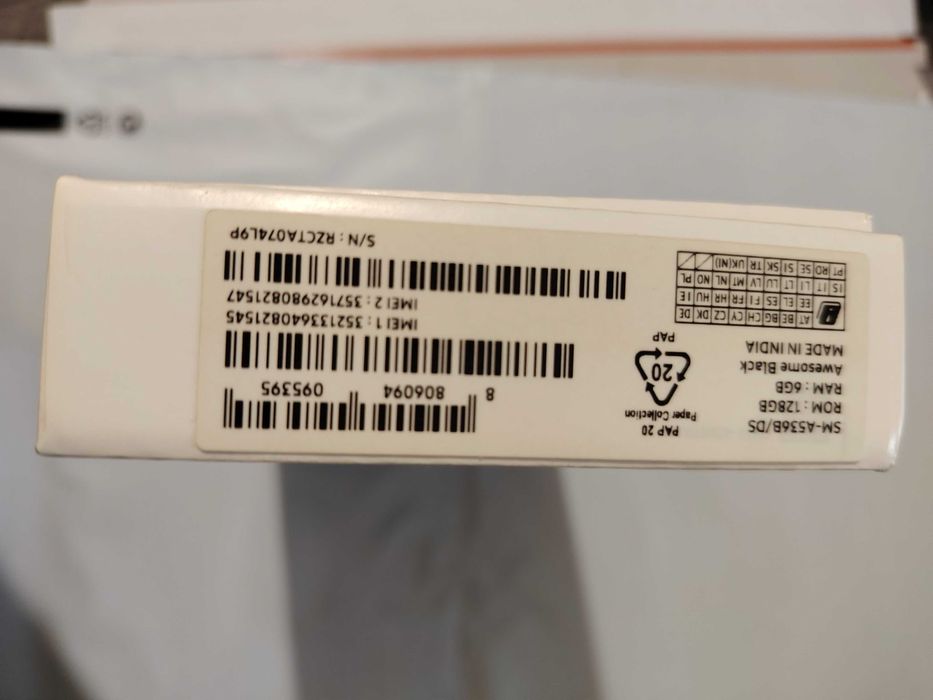 SM-A536B/DS
ROM : 128GB
RAM : 6GB
Awesome Black
MADE IN INDIA
AT BE BG CH CY CZ DK DE
EE EL ES FI FR HR HU IE
IS IT LI LT LU LV MT NL NO PL
PT RO SE SI SK TR UK(NI)
PAP 20
Paper Collection
20
PAP
8 806094 095395
IMEI 1 : 352133640821545
IMEI 2 : 357162980821547
S/N : RZCTA074L9P